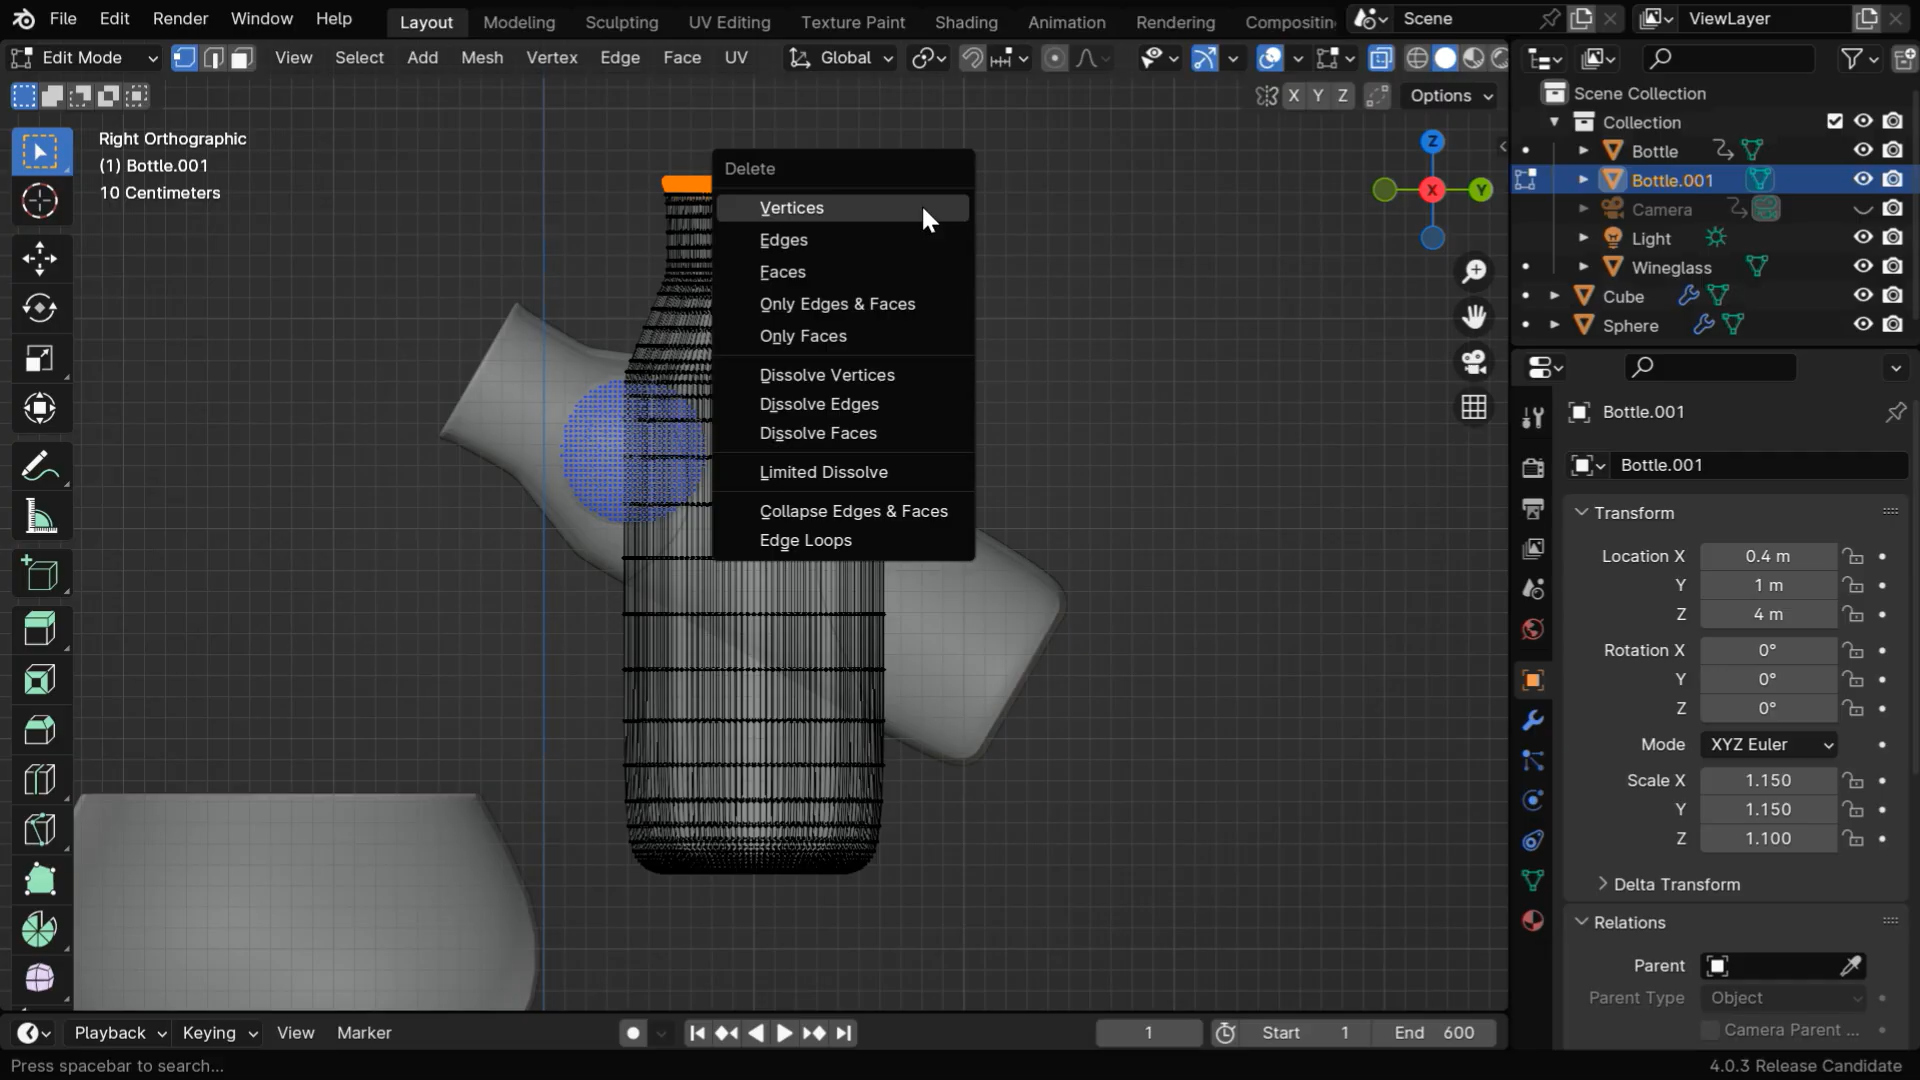 File Edit Render Window Help Layout Modeling Sculpting UV Editing Texture Paint Shading Animation Rendering Compositin Scene ViewLayer
Edit Mode View Select Add Mesh Vertex Edge Face UV Global
X Y Z Options
Right Orthographic
(1) Bottle.001
10 Centimeters
Z
X
Y
Delete
Vertices
Edges
Faces
Only Edges & Faces
Only Faces
Dissolve Vertices
Dissolve Edges
Dissolve Faces
Limited Dissolve
Collapse Edges & Faces
Edge Loops
Scene Collection
Collection
Bottle
Bottle.001
Camera
Light
Wineglass
Cube
Sphere
Bottle.001
Bottle.001
Transform
Location X 0.4 m
Y 1 m
Z 4 m
Rotation X 0°
Y 0°
Z 0°
Mode XYZ Euler
Scale X 1.150
Y 1.150
Z 1.100
Delta Transform
Relations
Parent
Parent Type Object
Camera Parent ...
Playback Keying View Marker 1 Start 1 End 600
Press spacebar to search... 4.0.3 Release Candidate